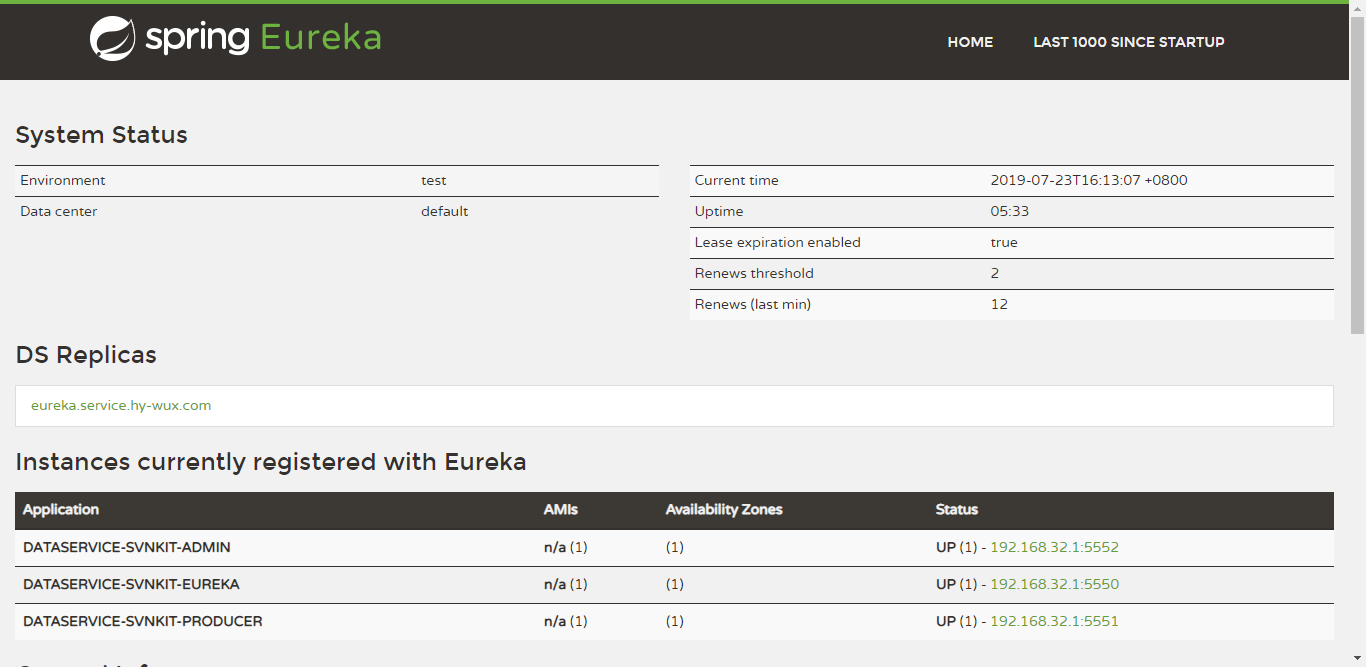 spring Eureka
HOME LAST 1000 SINCE STARTUP
System Status
Environment test
Data center default
Current time 2019-07-23T16:13:07 +0800
Uptime 05:33
Lease expiration enabled true
Renews threshold 2
Renews (last min) 12
DS Replicas
eureka.service.hy-wux.com
Instances currently registered with Eureka
Application AMIs Availability Zones Status
DATASERVICE-SVNKIT-ADMIN n/a (1) (1) UP (1) - 192.168.32.1:5552
DATASERVICE-SVNKIT-EUREKA n/a (1) (1) UP (1) - 192.168.32.1:5550
DATASERVICE-SVNKIT-PRODUCER n/a (1) (1) UP (1) - 192.168.32.1:5551